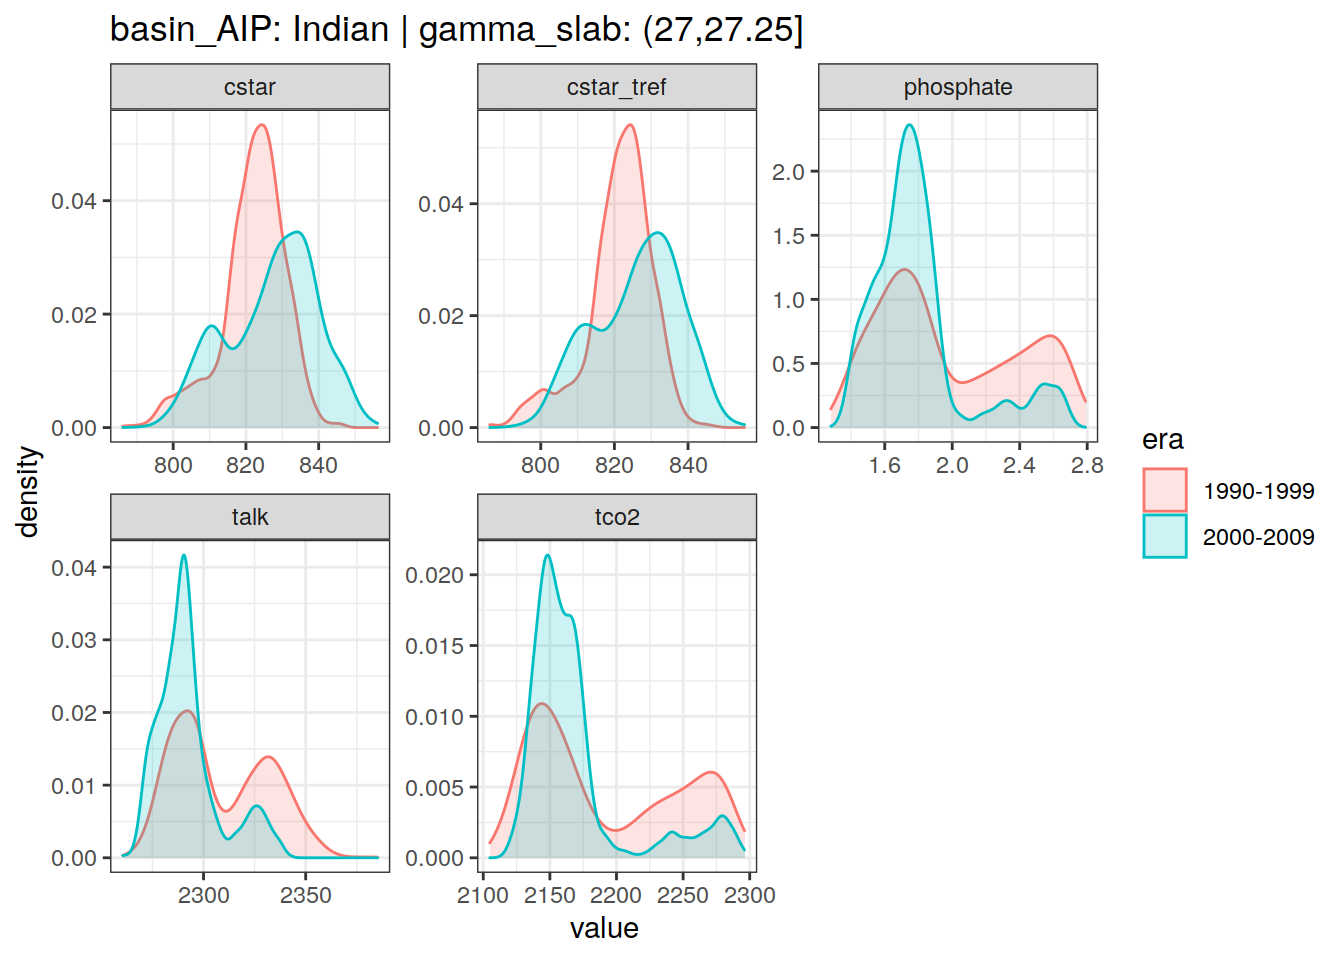 basin_AIP: Indian | gamma_slab: (27,27.25]
cstar
cstar_tref
phosphate
0.04
0.02
0.00
800 820 840
0.04
0.02
0.00
800 820 840
2.0
1.5
1.0
0.5
0.0
1.6 2.0 2.4 2.8
density
talk
tco2
0.04
0.03
0.02
0.01
0.00
2300 2350
0.020
0.015
0.010
0.005
0.000
2100 2150 2200 2250 2300
value
era
1990-1999
2000-2009